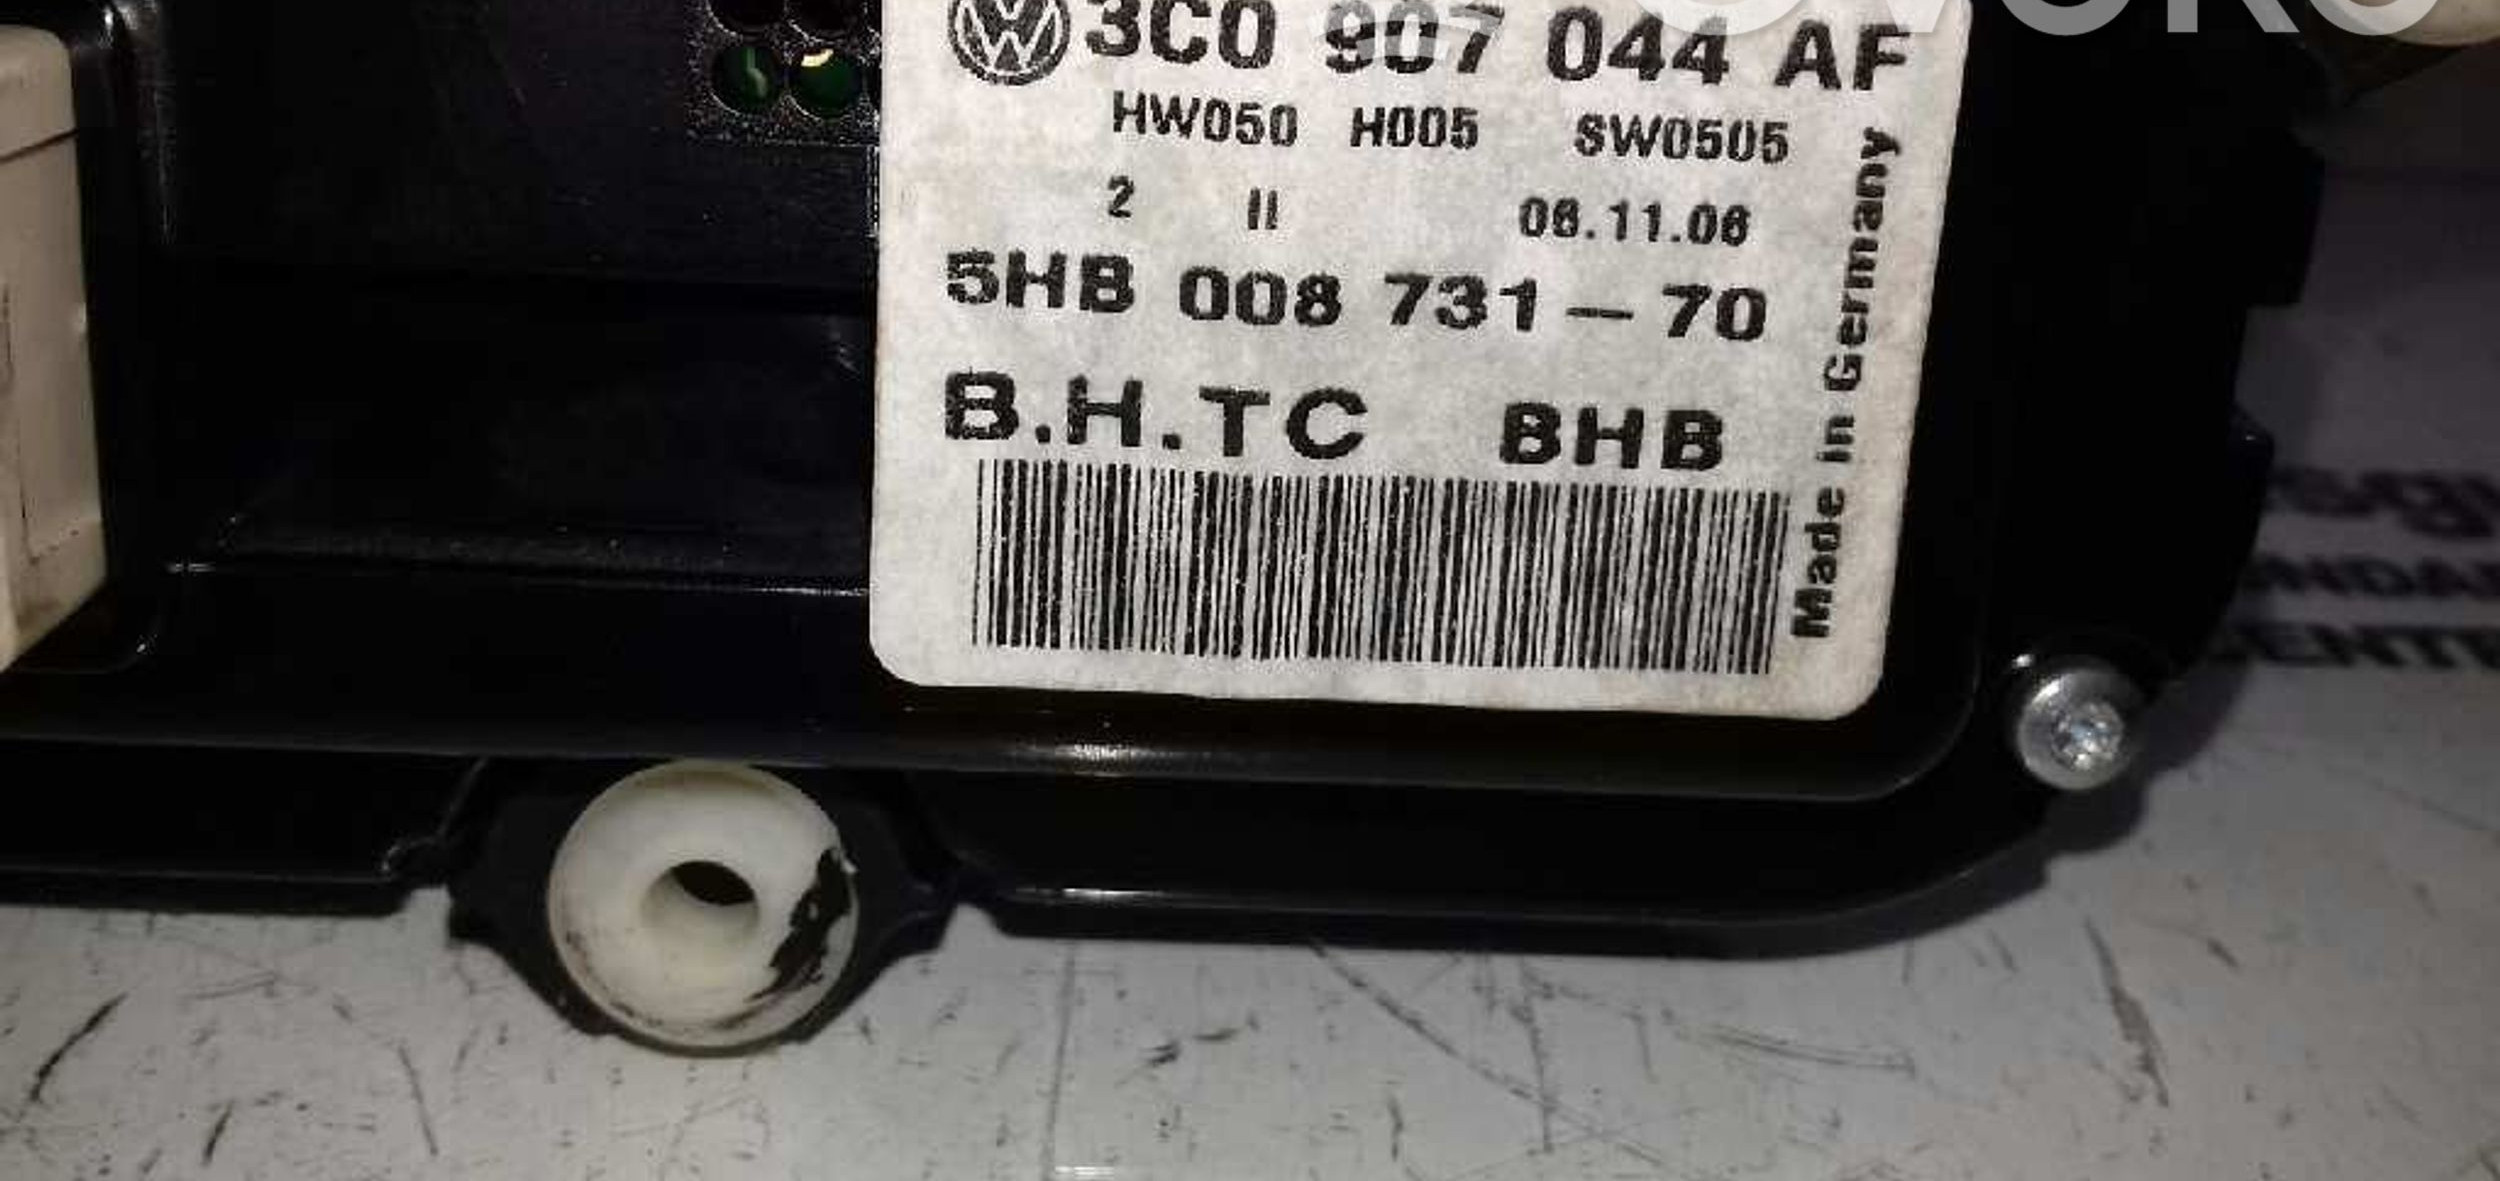 3C0 907 044 AF
HW050 H005 SW0505
2 II 06.11.06
5HB 008 731-70
B.H.TC BHB
Made in Germany